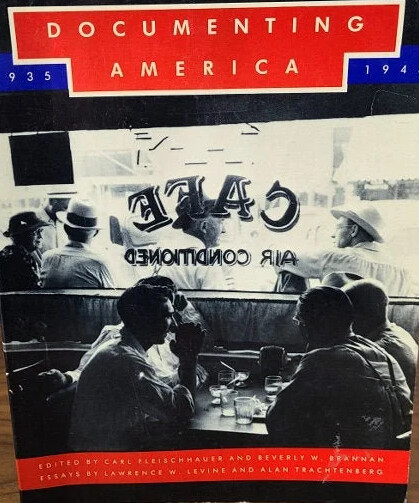 DOCUMENTING
AMERICA
935
194
CAFE
AIR CONDITIONED
EDITED BY CARL FLEISCHHAUER AND BEVERLY W. BRANNAN
ESSAYS BY LAWRENCE W. LEVINE AND ALAN TRACHTENBERG